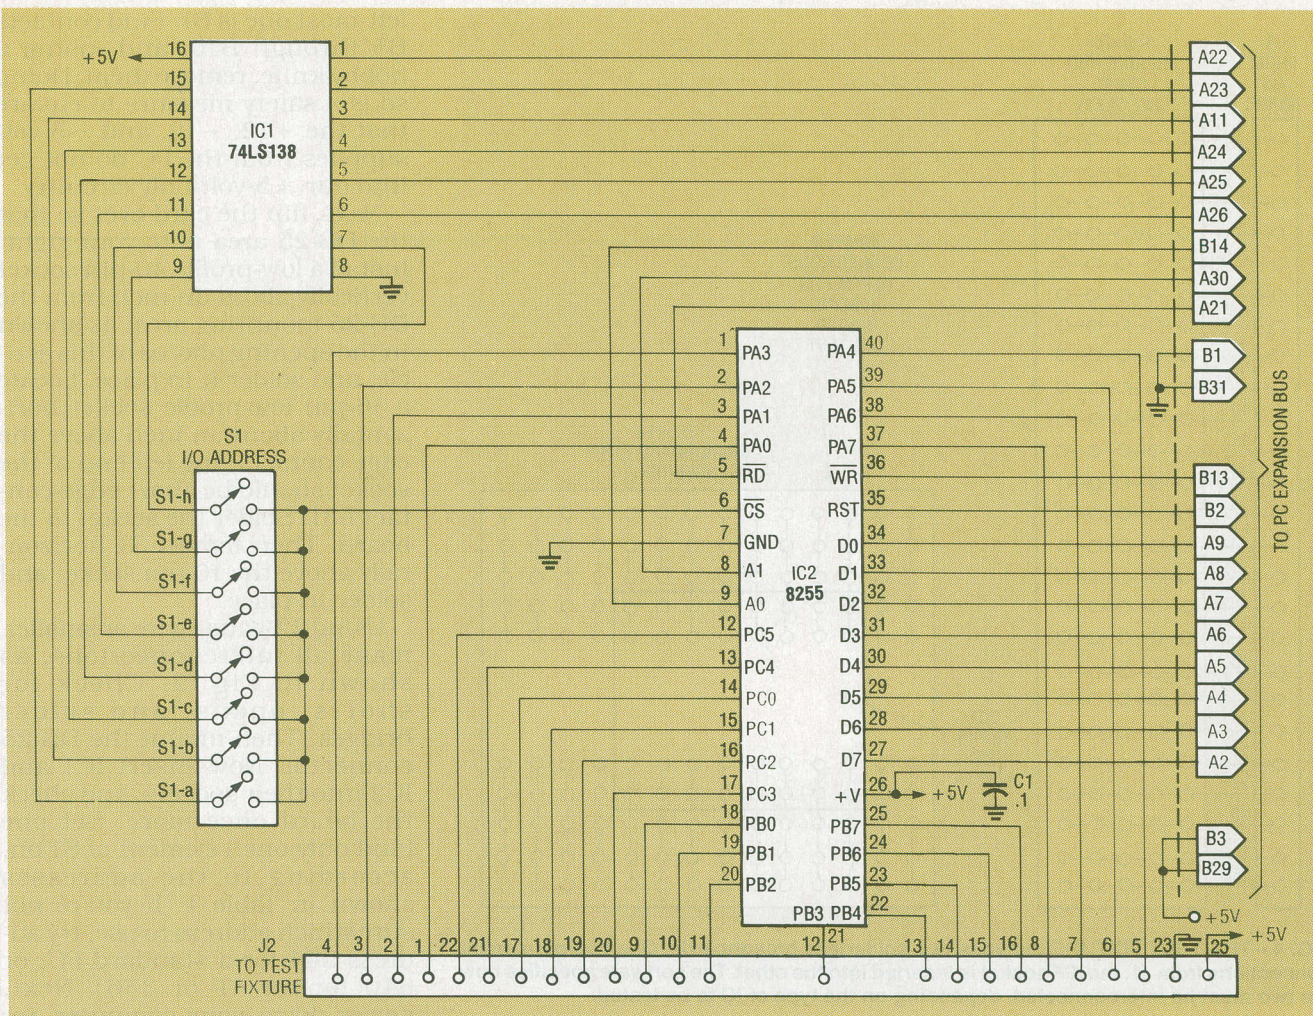 +5V
16
15
14
13
12
11
10
9
IC1
74LS138
1
2
3
4
5
6
7
8
A22
A23
A11
A24
A25
A26
B14
A30
A21
B1
B31
B13
B2
A9
A8
A7
A6
A5
A4
A3
A2
B3
B29
+5V
+5V
TO PC EXPANSION BUS
S1
I/O ADDRESS
S1-h
S1-g
S1-f
S1-e
S1-d
S1-c
S1-b
S1-a
1 PA3
2 PA2
3 PA1
4 PA0
5 RD
6 CS
7 GND
8 A1
9 A0
12 PC5
13 PC4
14 PC0
15 PC1
16 PC2
17 PC3
18 PB0
19 PB1
20 PB2
IC2
8255
PA4 40
PA5 39
PA6 38
PA7 37
WR 36
RST 35
D0 34
D1 33
D2 32
D3 31
D4 30
D5 29
D6 28
D7 27
+V 26
PB7 25
PB6 24
PB5 23
PB3 PB4 22
21
+5V
C1
.1
J2
TO TEST
FIXTURE
4 3 2 1 22 21 17 18 19 20 9 10 11 12 13 14 15 16 8 7 6 5 23 25